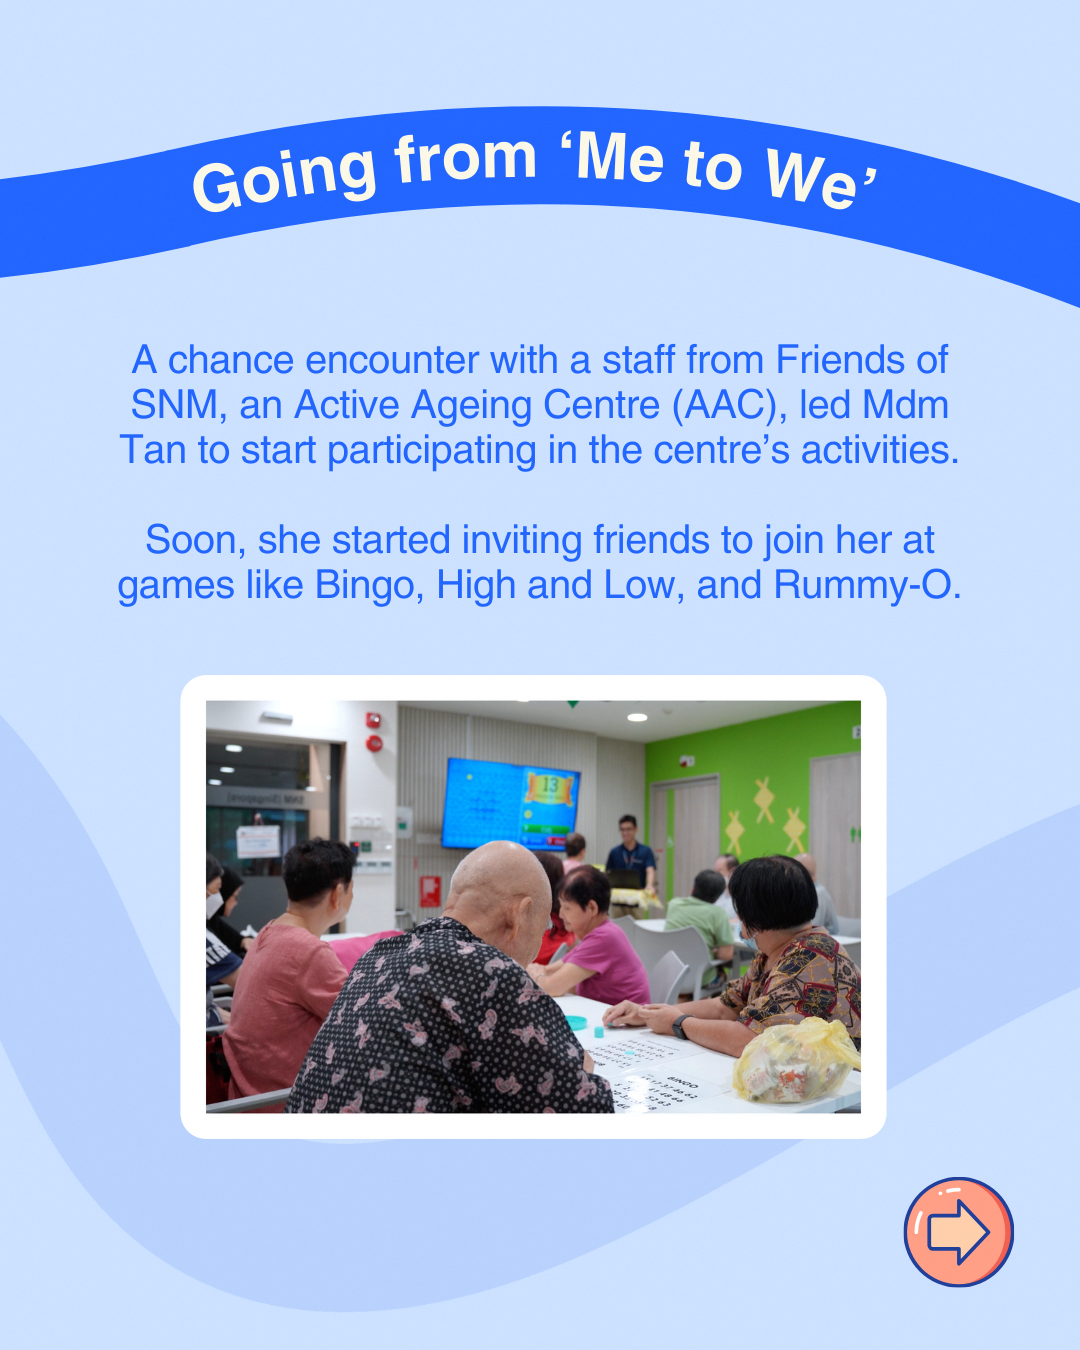 Going from ‘Me to We’
A chance encounter with a staff from Friends of
SNM, an Active Ageing Centre (AAC), led Mdm
Tan to start participating in the centre’s activities.
Soon, she started inviting friends to join her at
games like Bingo, High and Low, and Rummy-O.
13
SNM (Singapore)
BINGO